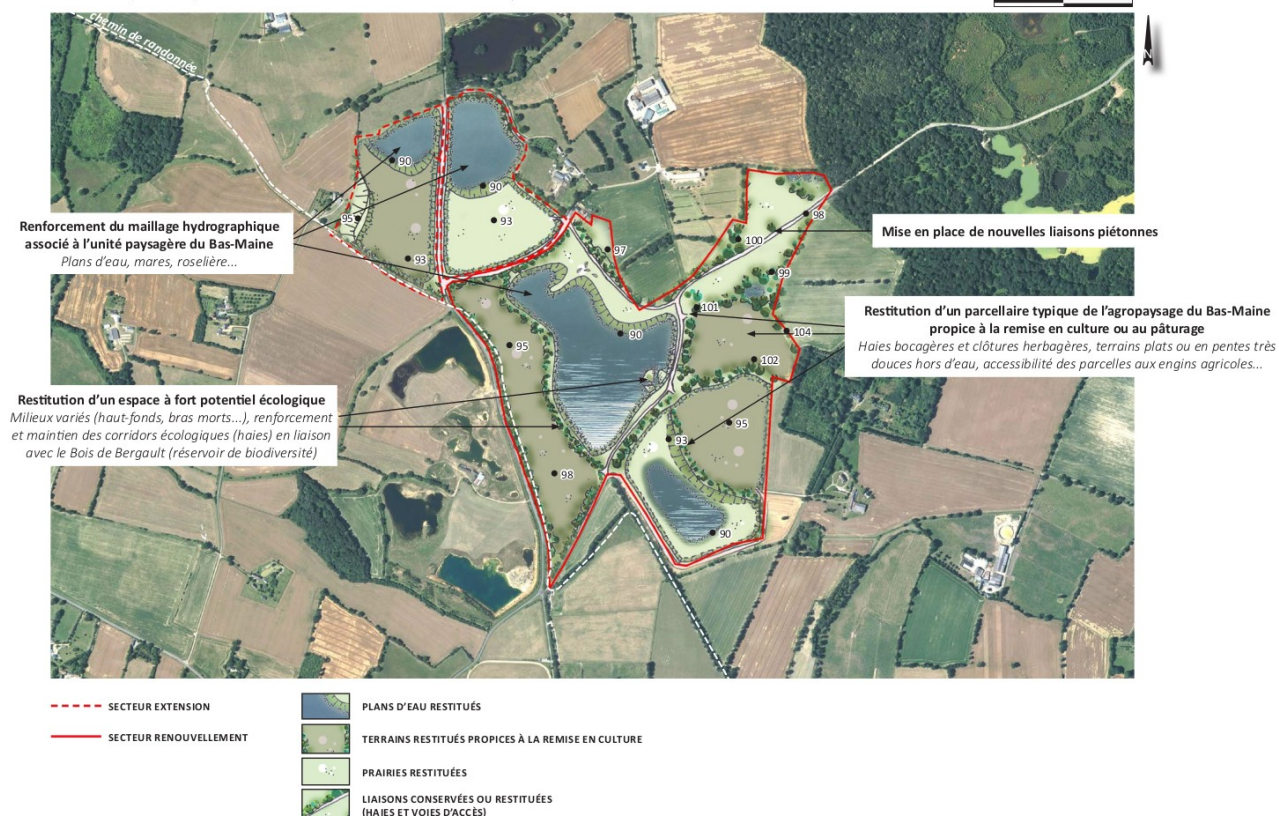 chemin de randonnée
N
90
90
95
93
93
97
98
100
99
101
104
102
90
95
95
93
98
90
Renforcement du maillage hydrographique
associé à l’unité paysagère du Bas-Maine
Plans d’eau, mares, roselière...
Mise en place de nouvelles liaisons piétonnes
Restitution d’un parcellaire typique de l’agropaysage du Bas-Maine
propice à la remise en culture ou au pâturage
Haies bocagères et clôtures herbagères, terrains plats ou en pentes très
douces hors d’eau, accessibilité des parcelles aux engins agricoles...
Restitution d’un espace à fort potentiel écologique
Milieux variés (haut-fonds, bras morts...), renforcement
et maintien des corridors écologiques (haies) en liaison
avec le Bois de Bergault (réservoir de biodiversité)
SECTEUR EXTENSION
SECTEUR RENOUVELLEMENT
PLANS D’EAU RESTITUÉS
TERRAINS RESTITUÉS PROPICES À LA REMISE EN CULTURE
PRAIRIES RESTITUÉES
LIAISONS CONSERVÉES OU RESTITUÉES
(HAIES ET VOIES D’ACCÈS)